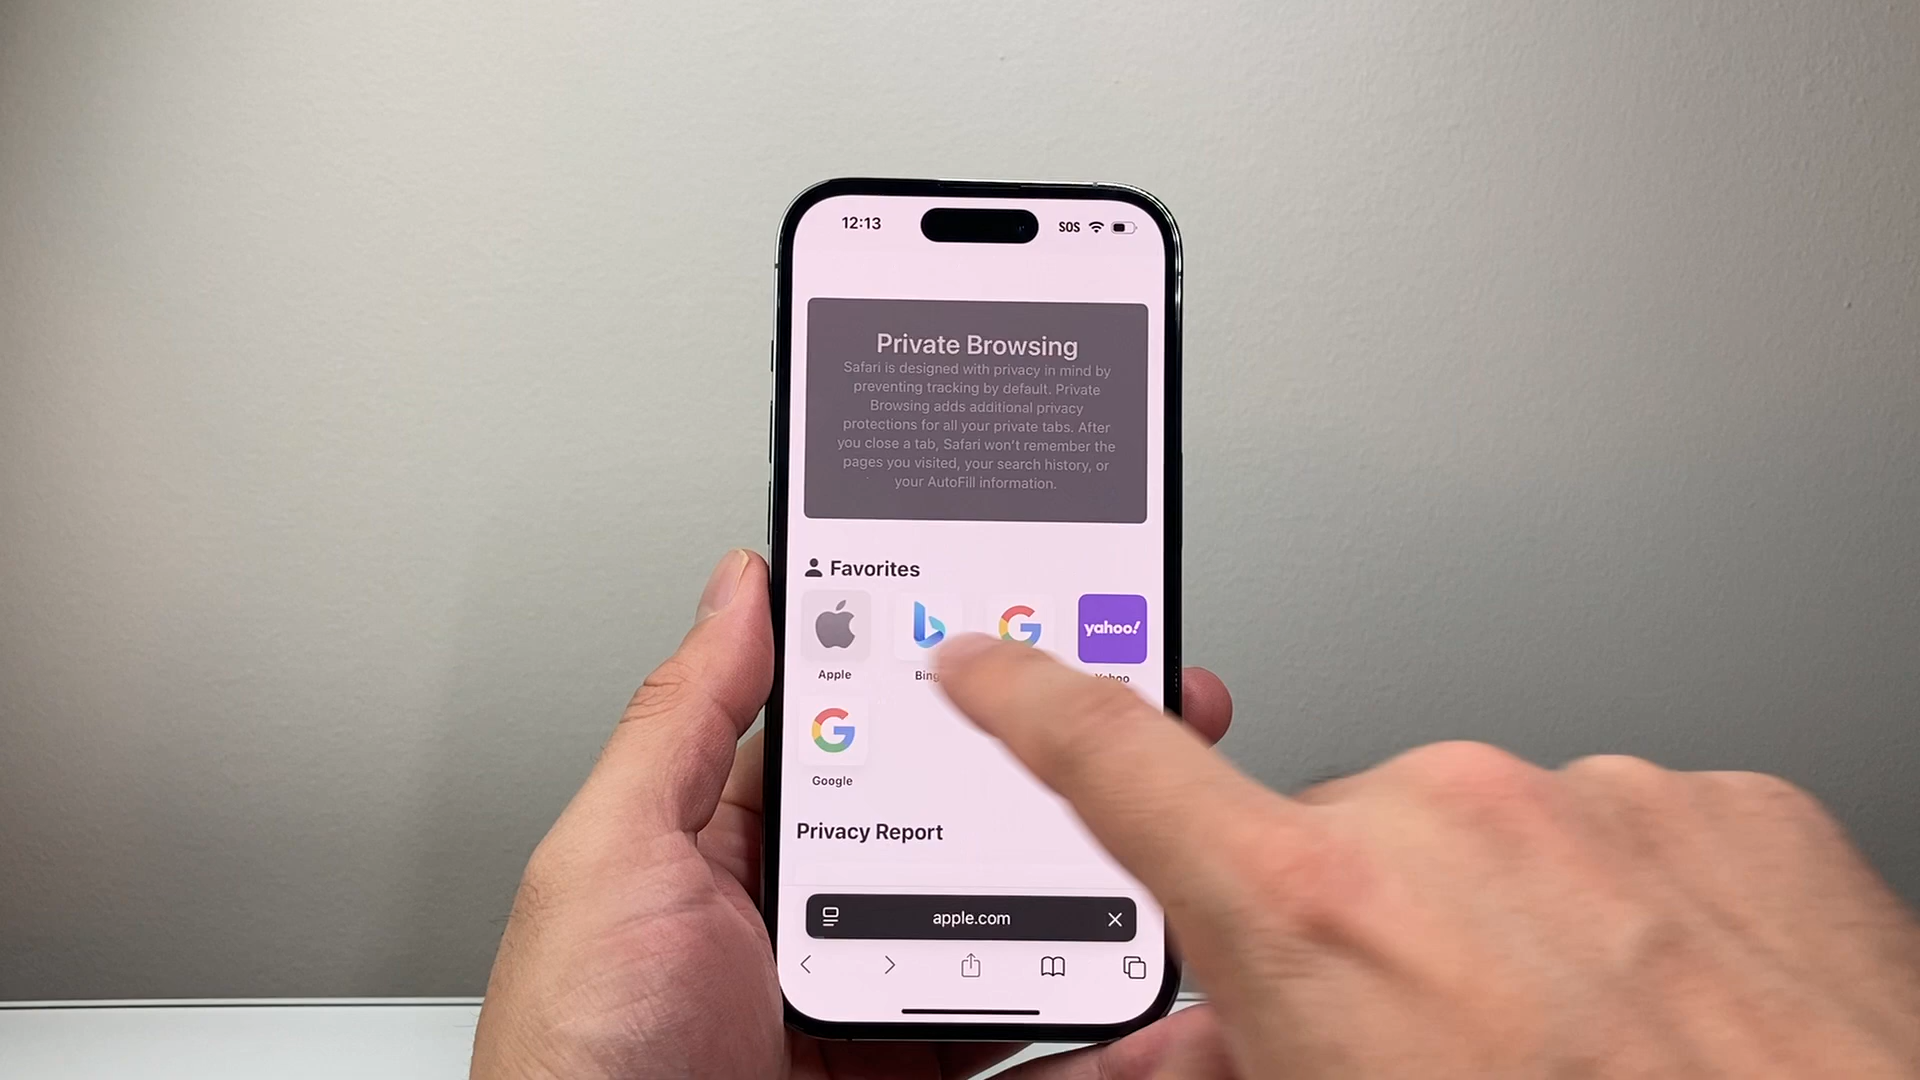 12:13
SOS
Private Browsing
Safari is designed with privacy in mind by
preventing tracking by default. Private
Browsing adds additional privacy
protections for all your private tabs. After
you close a tab, Safari won't remember the
pages you visited, your search history, or
your AutoFill information.
Favorites
yahoo!
Apple
Bing
Yahoo
Google
Privacy Report
apple.com